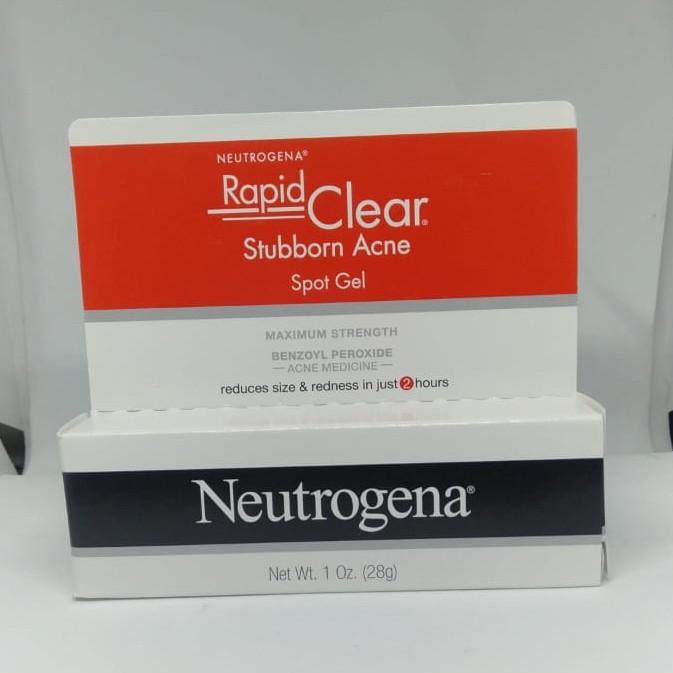 NEUTROGENA®
Rapid Clear®
Stubborn Acne
Spot Gel
MAXIMUM STRENGTH
BENZOYL PEROXIDE
— ACNE MEDICINE —
reduces size & redness in just 2 hours
Neutrogena®
Net Wt. 1 Oz. (28g)